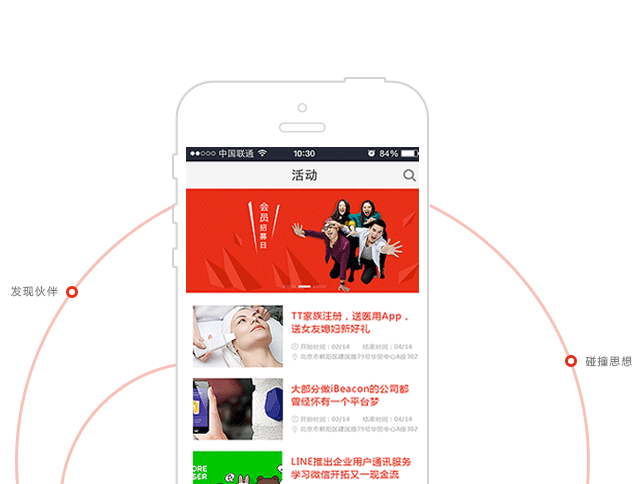 中国联通 10:30 84%
活动
会员招募日
发现伙伴
TT家族注册，送医用App，
送女友媳妇新好礼
开始时间：02/14 结束时间：04/14
北京市朝阳区建国路79号华贸中心A座302
碰撞思想
大部分做iBeacon的公司都
曾经怀有一个平台梦
开始时间：02/14 结束时间：04/14
北京市朝阳区建国路79号华贸中心A座302
LINE推出企业用户通讯服务
学习微信开拓又一现金流